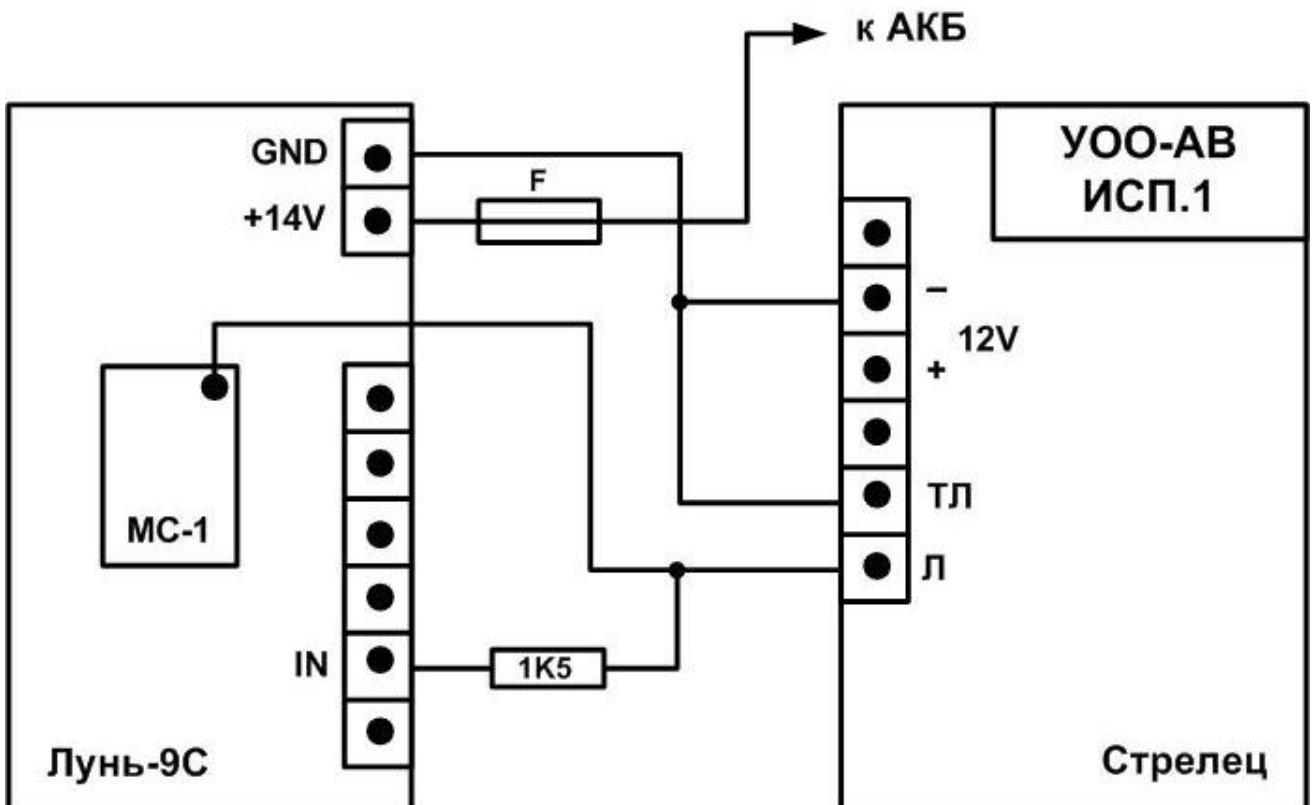 к АКБ
GND
F
+14V
УОО-АВ
ИСП.1
–
12V
+
МС-1
ТЛ
Л
IN
1К5
Лунь-9С
Стрелец